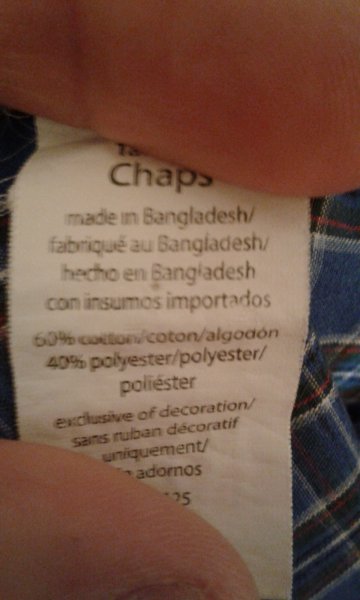 Chaps
made in Bangladesh/
fabriqué au Bangladesh/
hecho en Bangladesh
con insumos importados
60% cotton/coton/algodón
40% polyester/polyester/
poliéster
exclusive of decoration/
sans ruban décoratif
uniquement/
adornos